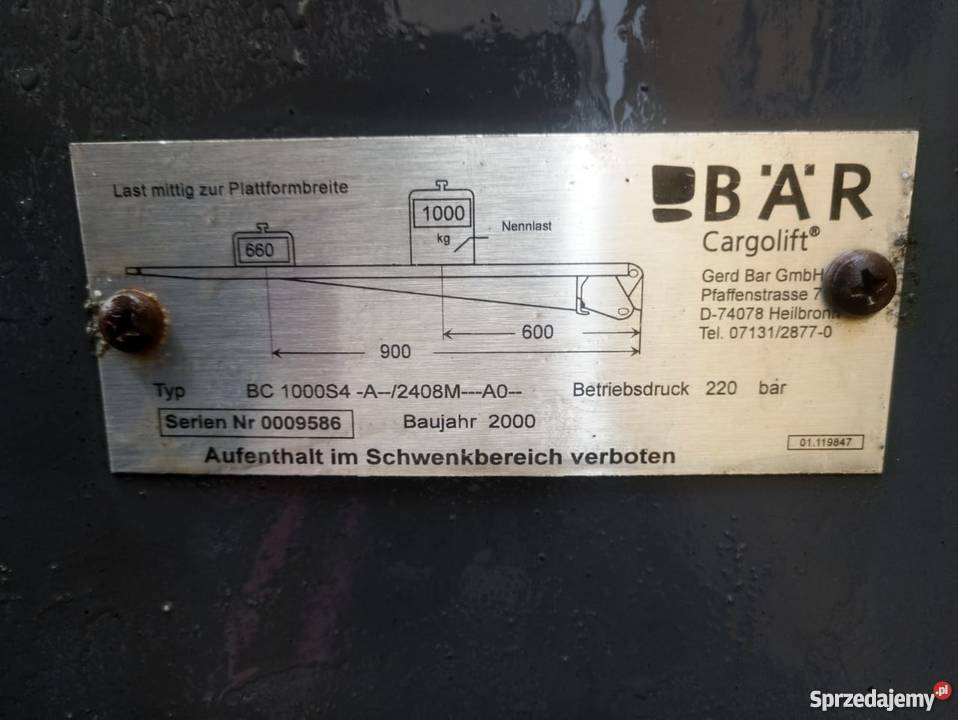 Last mittig zur Plattformbreite
660
1000
kg
Nennlast
600
900
BÄR
Cargolift®
Gerd Bar GmbH
Pfaffenstrasse 7
D-74078 Heilbronn
Tel. 07131/2877-0
Typ BC 1000S4 -A--/2408M---A0-- Betriebsdruck 220 bar
Serien Nr 0009586 Baujahr 2000
01.119847
Aufenthalt im Schwenkbereich verboten
Sprzedajemy.pl